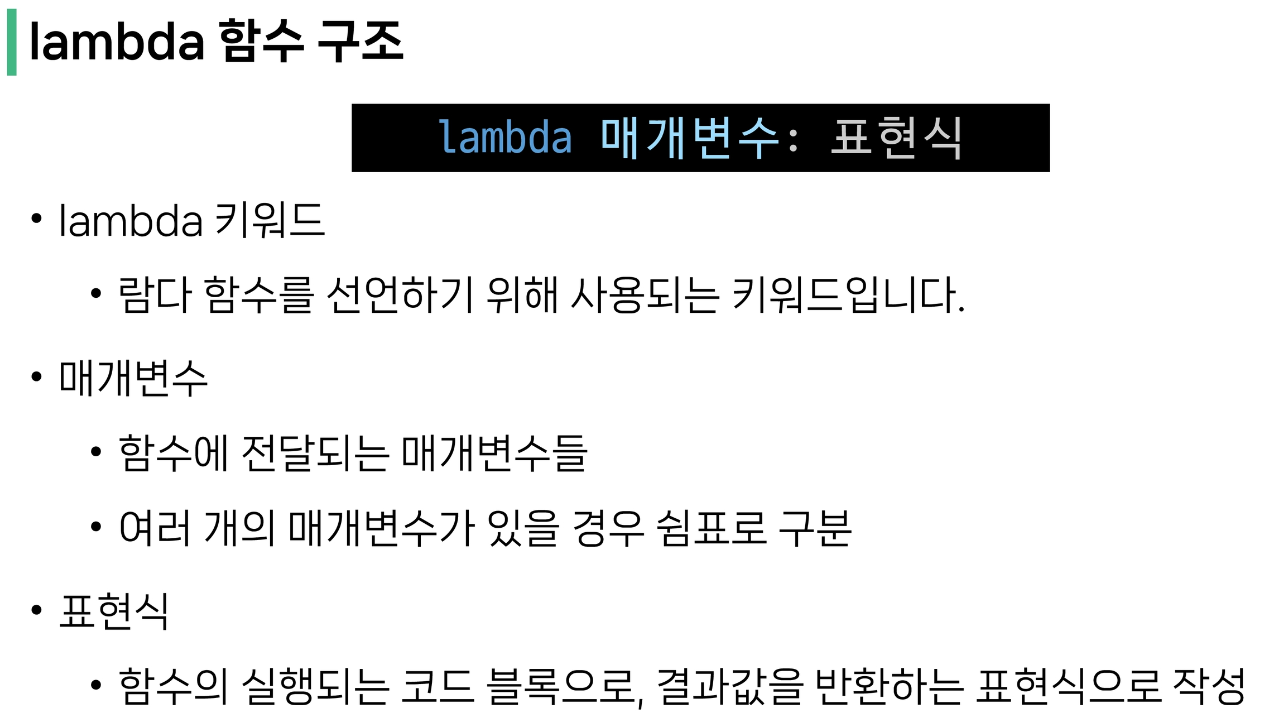 lambda 함수 구조
lambda 매개변수: 표현식
• lambda 키워드
• 람다 함수를 선언하기 위해 사용되는 키워드입니다.
• 매개변수
• 함수에 전달되는 매개변수들
• 여러 개의 매개변수가 있을 경우 쉼표로 구분
• 표현식
• 함수의 실행되는 코드 블록으로, 결과값을 반환하는 표현식으로 작성